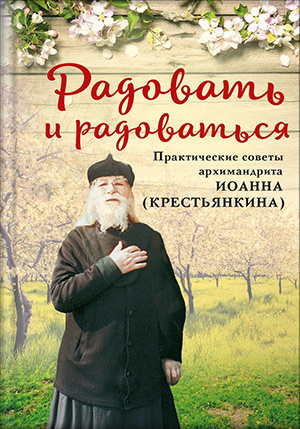 Радовать
и радоваться
Практические советы
архимандрита
ИОАННА
(КРЕСТЬЯНКИНА)